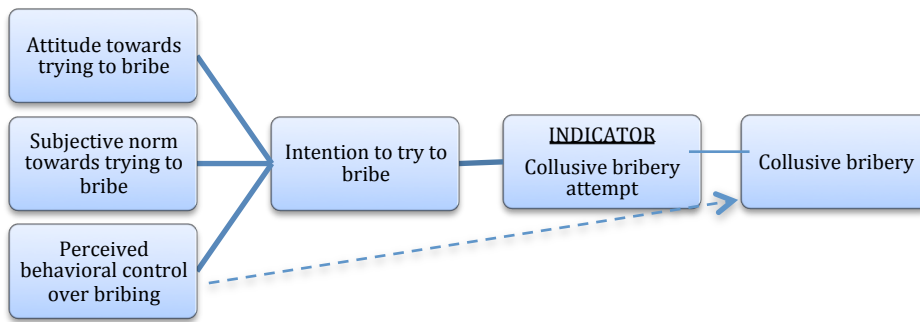 Attitude towards
trying to bribe
Subjective norm
towards trying to
bribe
Perceived
behavioral control
over bribing
Intention to try to
bribe
INDICATOR
Collusive bribery
attempt
Collusive bribery